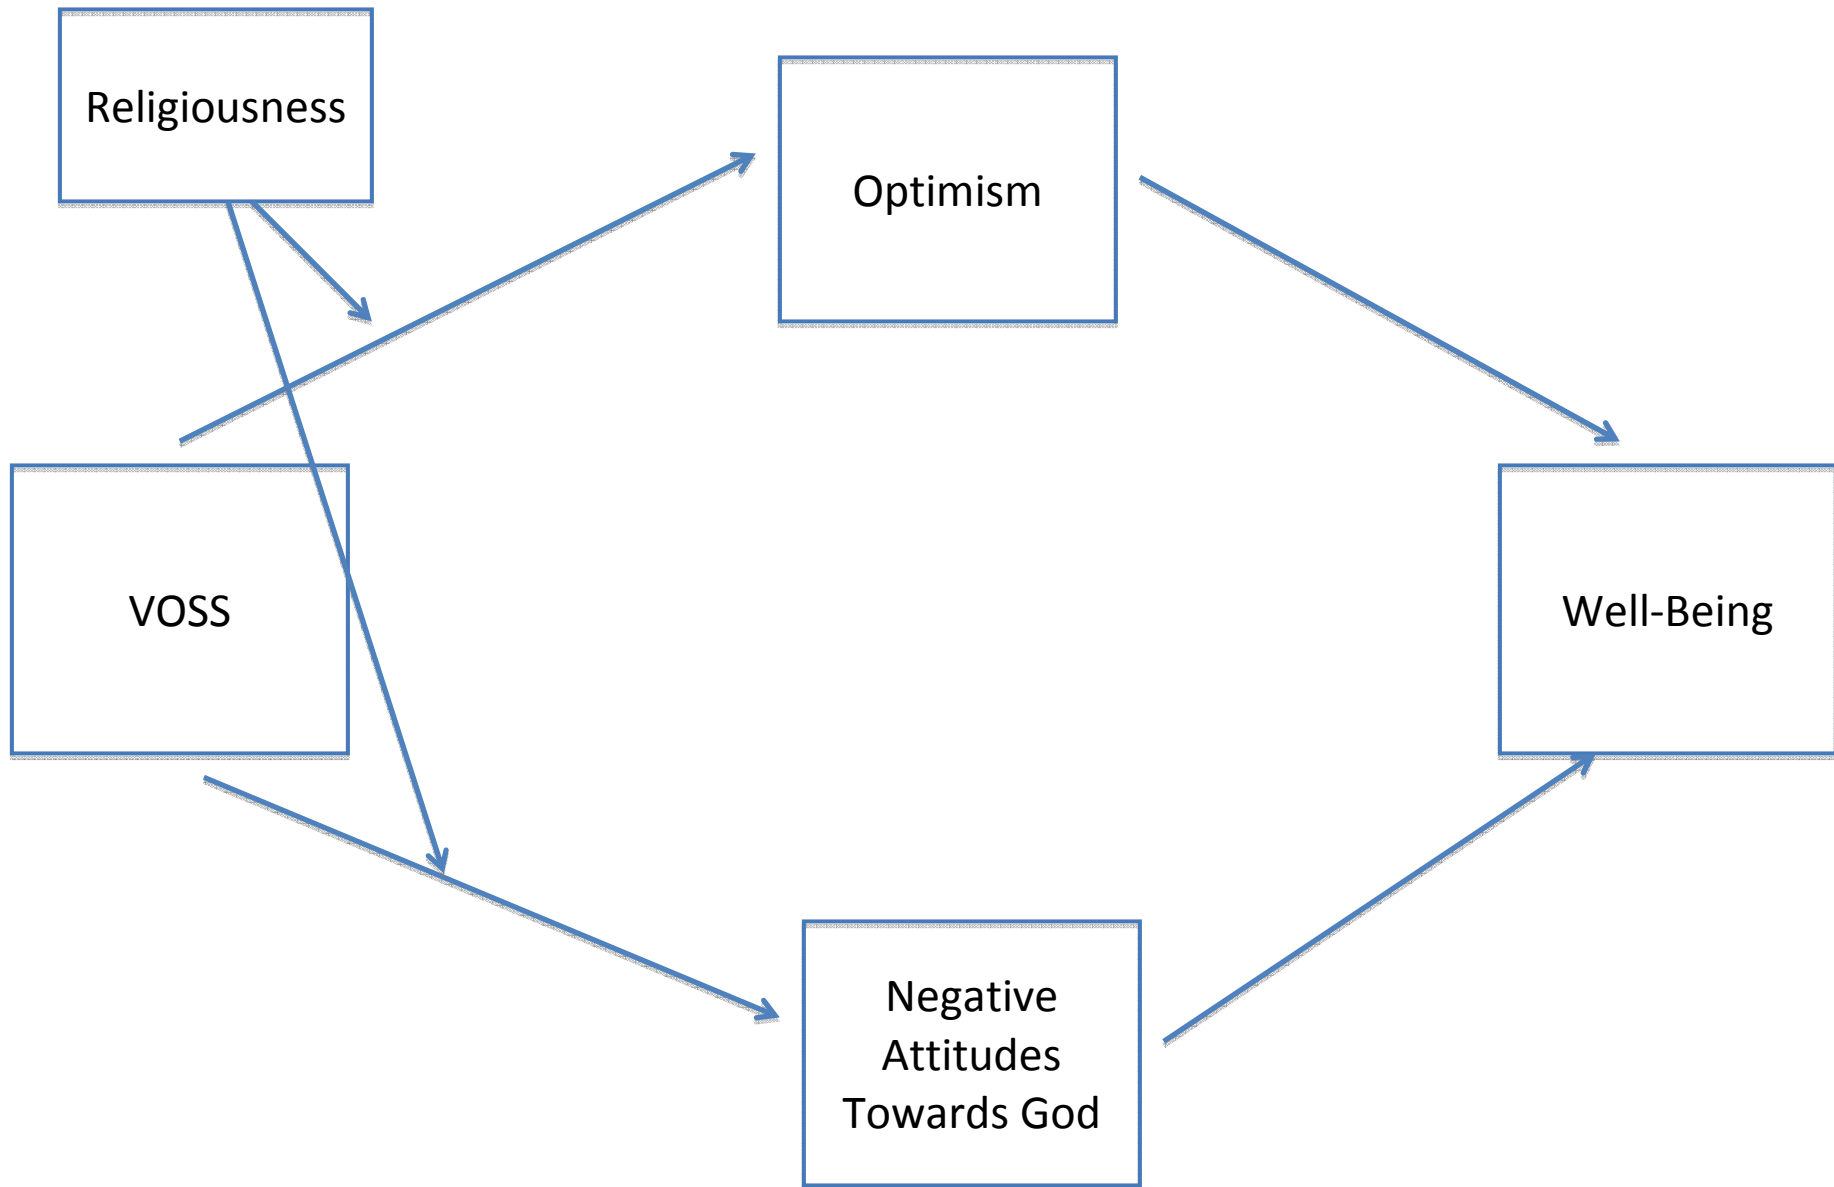 Religiousness
Optimism
VOSS
Well-Being
Negative
Attitudes
Towards God